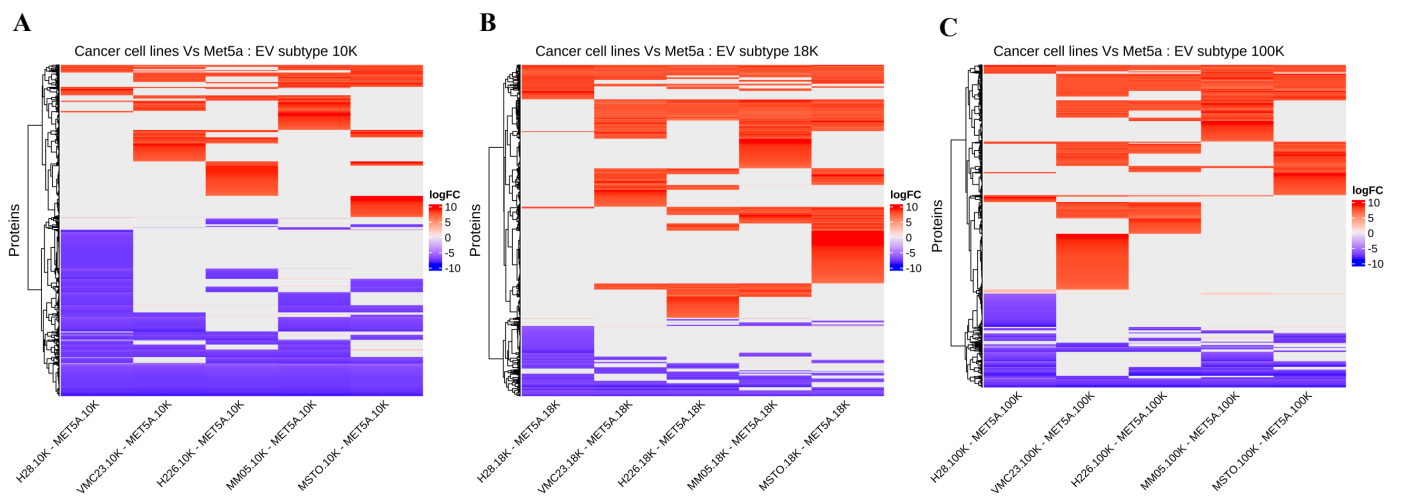 A
Cancer cell lines Vs Met5a : EV subtype 10K
Proteins
logFC
10
5
0
-5
-10
H28.10K - MET5A.10K
VMC23.10K - MET5A.10K
H226.10K - MET5A.10K
MM05.10K - MET5A.10K
MSTO.10K - MET5A.10K
B
Cancer cell lines Vs Met5a : EV subtype 18K
Proteins
logFC
10
5
0
-5
-10
H28.18K - MET5A.18K
VMC23.18K - MET5A.18K
H226.18K - MET5A.18K
MM05.18K - MET5A.18K
MSTO.18K - MET5A.18K
C
Cancer cell lines Vs Met5a : EV subtype 100K
Proteins
logFC
10
5
0
-5
-10
H28.100K - MET5A.100K
VMC23.100K - MET5A.100K
H226.100K - MET5A.100K
MM05.100K - MET5A.100K
MSTO.100K - MET5A.100K